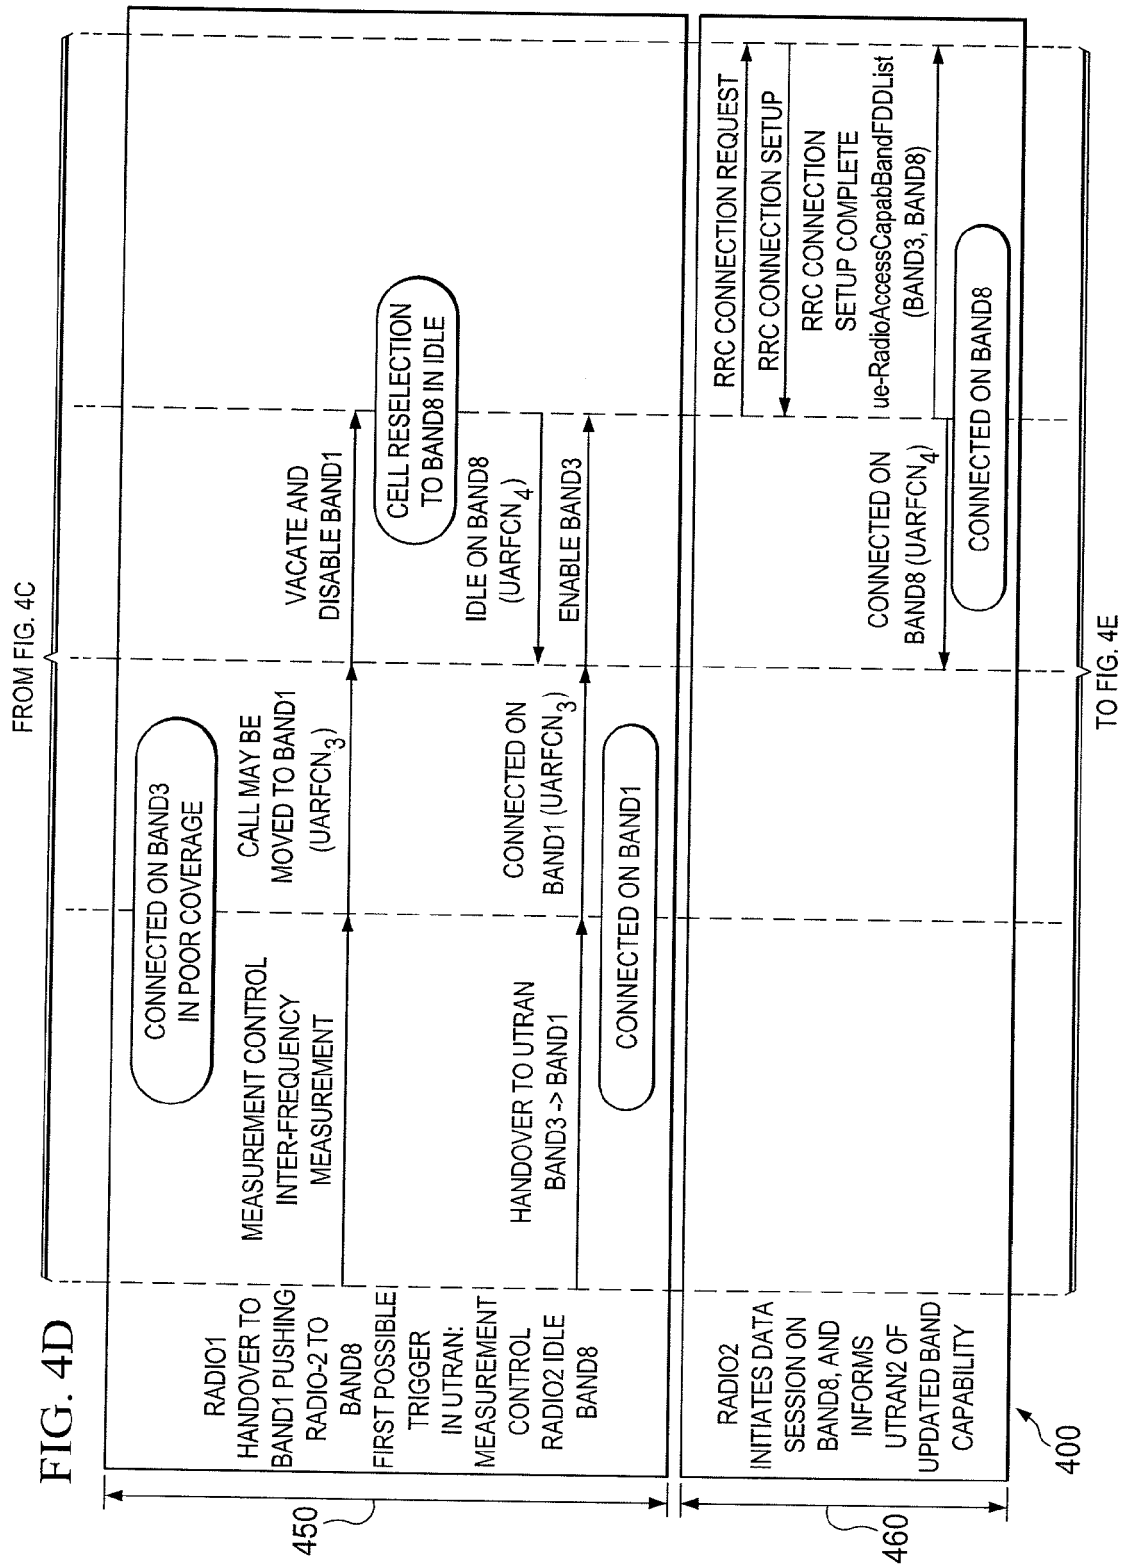 FIG. 4D
FROM FIG. 4C
450
RADIO1
HANDOVER TO
BAND1 PUSHING
RADIO-2 TO
BAND8
FIRST POSSIBLE
TRIGGER
IN UTRAN:
MEASUREMENT
CONTROL
RADIO2 IDLE
BAND8
CONNECTED ON BAND3
IN POOR COVERAGE
MEASUREMENT CONTROL
INTER-FREQUENCY
MEASUREMENT
CALL MAY BE
MOVED TO BAND1
(UARFCN3)
VACATE AND
DISABLE BAND1
CELL RESELECTION
TO BAND8 IN IDLE
IDLE ON BAND8
(UARFCN4)
HANDOVER TO UTRAN
BAND3 -> BAND1
CONNECTED ON
BAND1 (UARFCN3)
ENABLE BAND3
CONNECTED ON BAND1
460
RADIO2
INITIATES DATA
SESSION ON
BAND8, AND
INFORMS
UTRAN2 OF
UPDATED BAND
CAPABILITY
RRC CONNECTION REQUEST
RRC CONNECTION SETUP
RRC CONNECTION
SETUP COMPLETE
ue-RadioAccessCapabBandFDDList
(BAND3, BAND8)
CONNECTED ON
BAND8 (UARFCN4)
CONNECTED ON BAND8
400
TO FIG. 4E